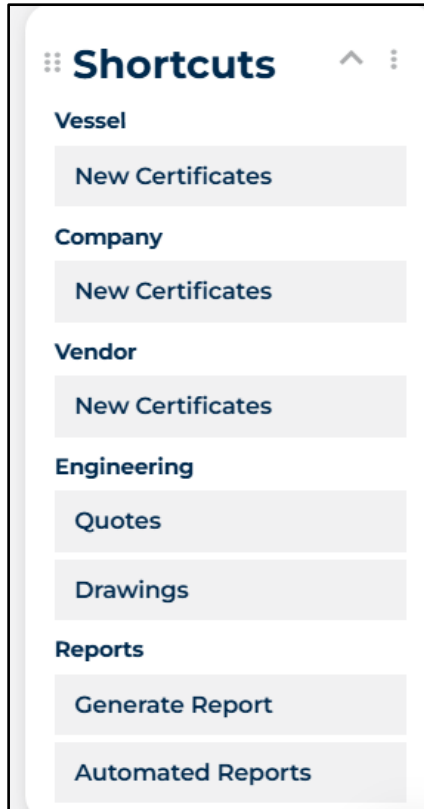 Shortcuts
Vessel
New Certificates
Company
New Certificates
Vendor
New Certificates
Engineering
Quotes
Drawings
Reports
Generate Report
Automated Reports